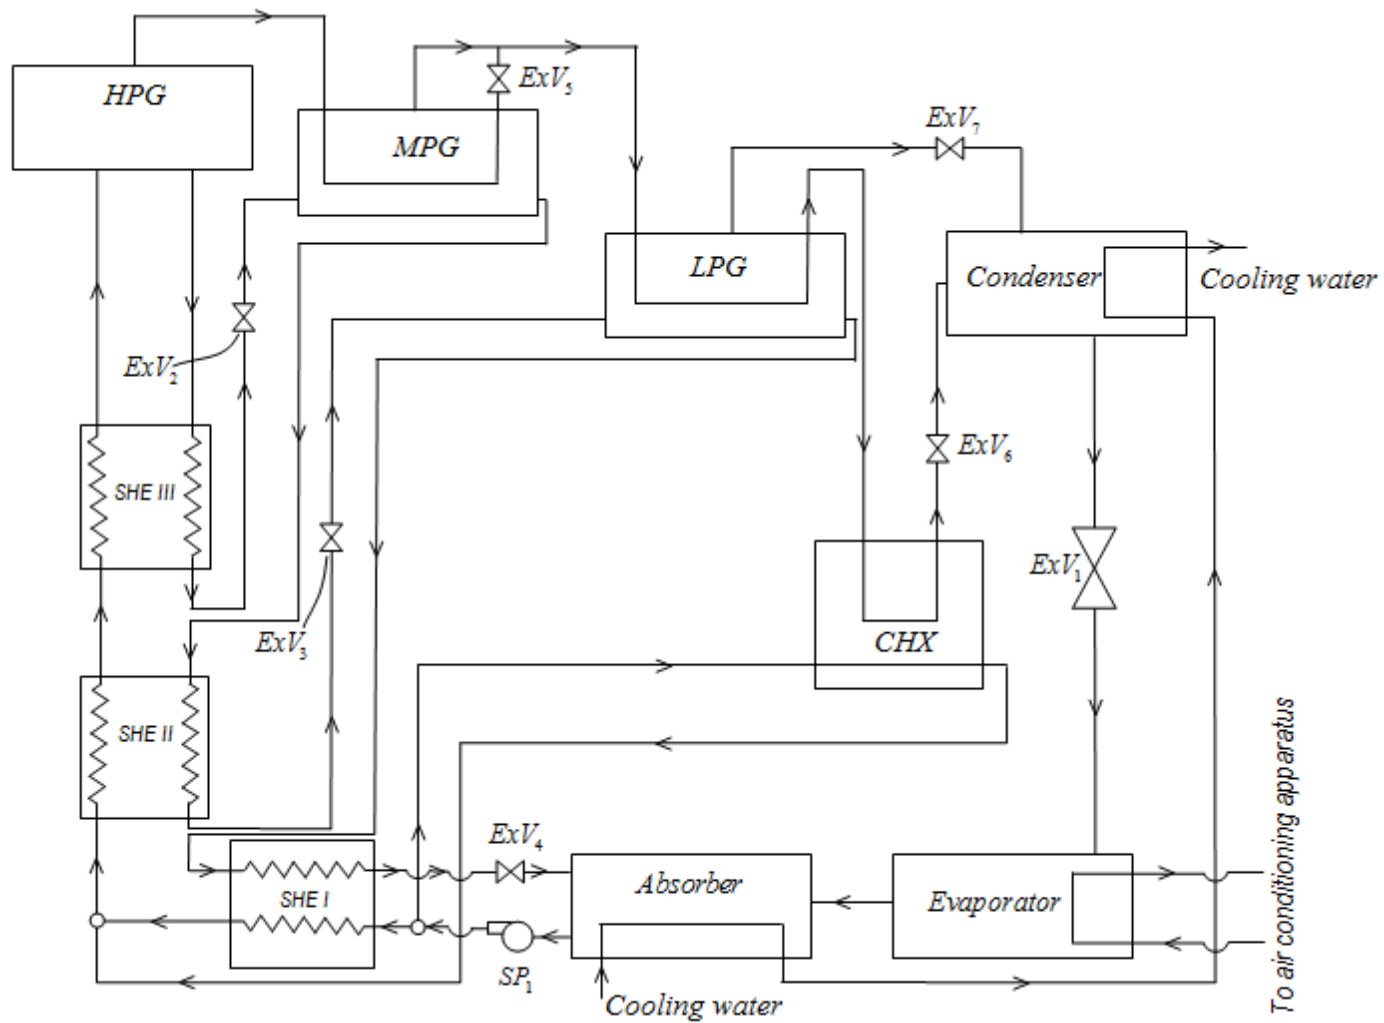 HPG
ExV5
MPG
ExV7
LPG
Condenser
Cooling water
ExV2
ExV6
SHE III
ExV1
ExV3
CHX
SHE II
To air conditioning apparatus
ExV4
Absorber
SHE I
Evaporator
SP1
Cooling water